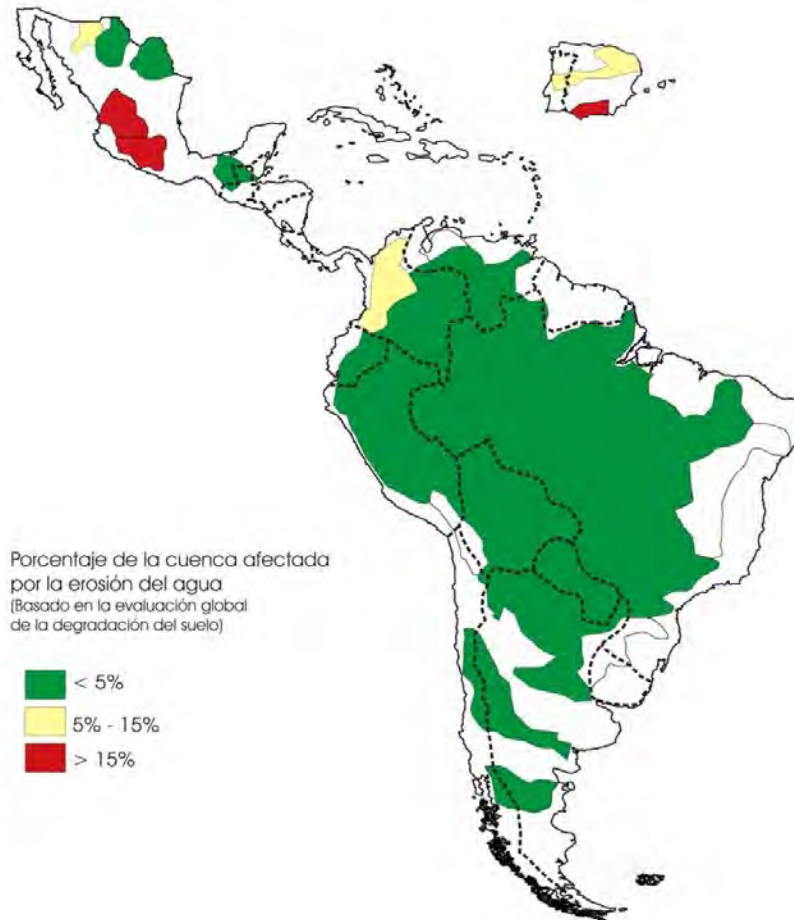 Porcentaje de la cuenca afectada
por la erosión del agua
(Basado en la evaluación global
de la degradación del suelo)
< 5%
5% - 15%
> 15%